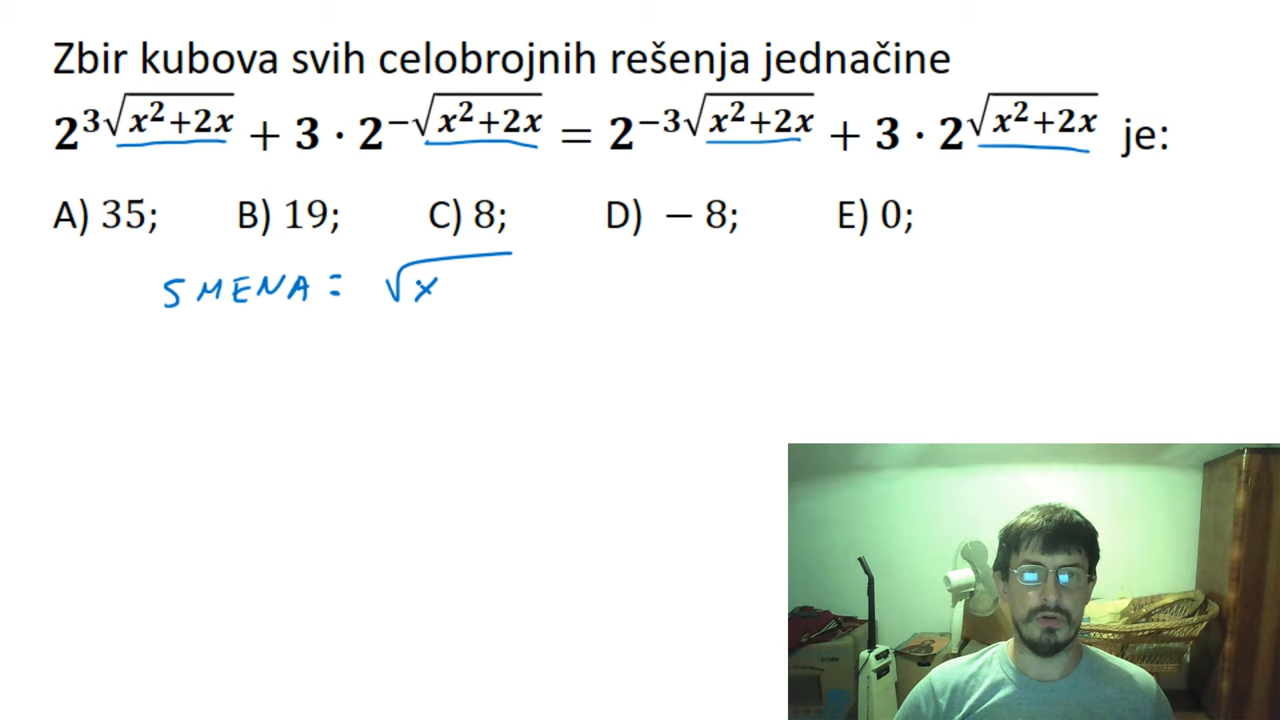 Zbir kubova svih celobrojnih rešenja jednačine
2^{3√(x²+2x)} + 3 · 2^{−√(x²+2x)} = 2^{−3√(x²+2x)} + 3 · 2^{√(x²+2x)} je:
A) 35; B) 19; C) 8; D) − 8; E) 0;
SMENA: √x